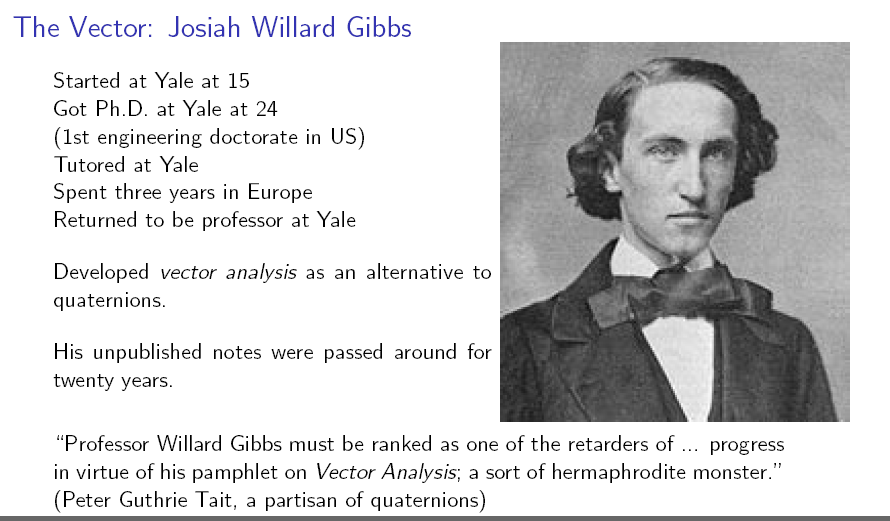 The Vector: Josiah Willard Gibbs
Started at Yale at 15
Got Ph.D. at Yale at 24
(1st engineering doctorate in US)
Tutored at Yale
Spent three years in Europe
Returned to be professor at Yale
Developed vector analysis as an alternative to
quaternions.
His unpublished notes were passed around for
twenty years.
“Professor Willard Gibbs must be ranked as one of the retarders of ... progress
in virtue of his pamphlet on Vector Analysis; a sort of hermaphrodite monster.”
(Peter Guthrie Tait, a partisan of quaternions)